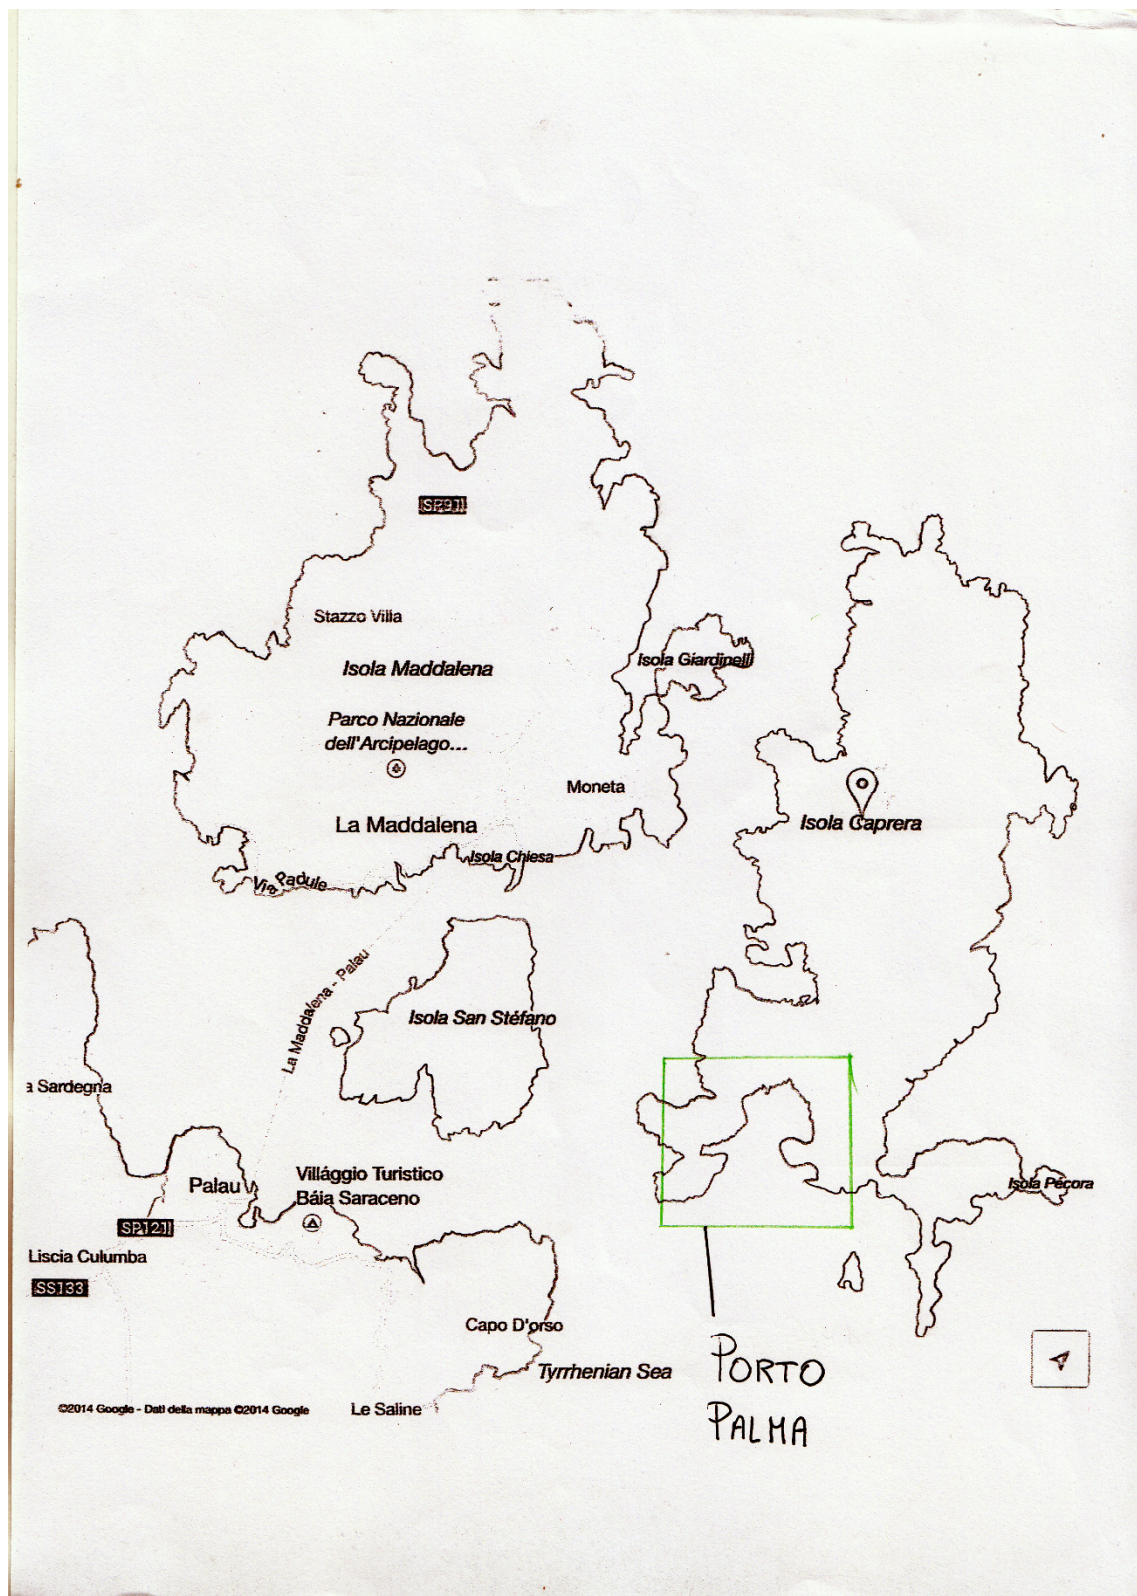 SP91
Stazzo Villa
Isola Maddalena
Isola Giardinelli
Parco Nazionale
dell'Arcipelago...
Moneta
La Maddalena
Isola Caprera
Isola Chiesa
Via Padule
La Maddalena - Palau
Isola San Stéfano
a Sardegna
Villággio Turistico
Báia Saraceno
Palau
Isola Pécora
SP121
Liscia Culumba
SS133
Capo D'orso
Tyrrhenian Sea
PORTO
PALMA
©2014 Google - Dati della mappa ©2014 Google
Le Saline